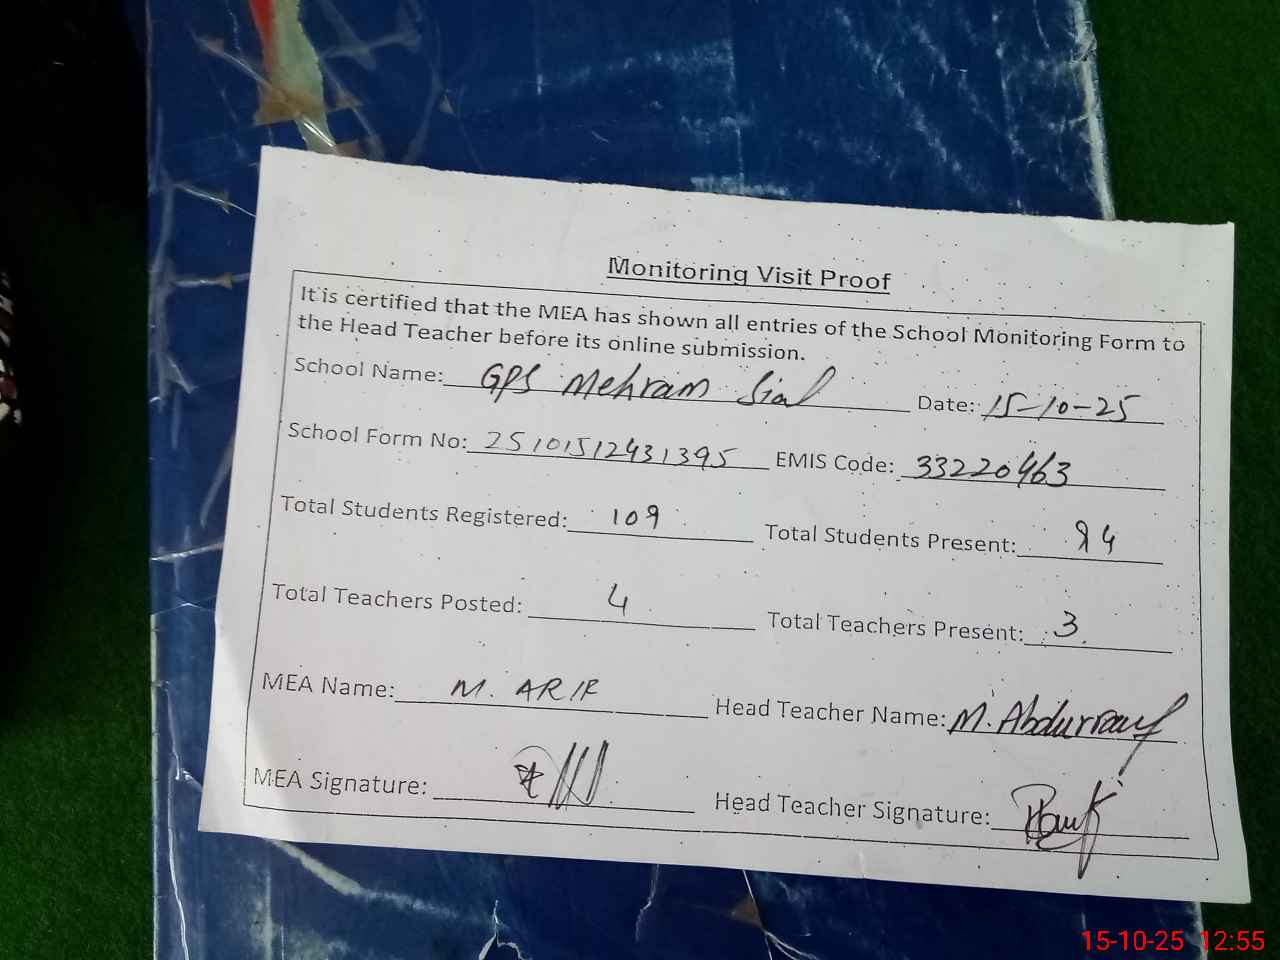 Monitoring Visit Proof
It is certified that the MEA has shown all entries of the School Monitoring Form to
the Head Teacher before its online submission.
School Name: GPS Mehram Sial Date: 15-10-25
School Form No: 25101512431395 EMIS Code: 33220463
Total Students Registered: 109 Total Students Present: 94
Total Teachers Posted: 4 Total Teachers Present: 3
MEA Name: M. ARIF Head Teacher Name: M. Abdurrauf
MEA Signature: Head Teacher Signature: Rauf
15-10-25 12:55